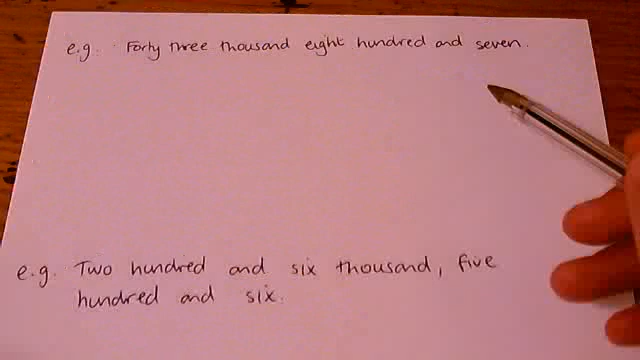 e.g. Forty three thousand eight hundred and seven.
e.g. Two hundred and six thousand, five
hundred and six.